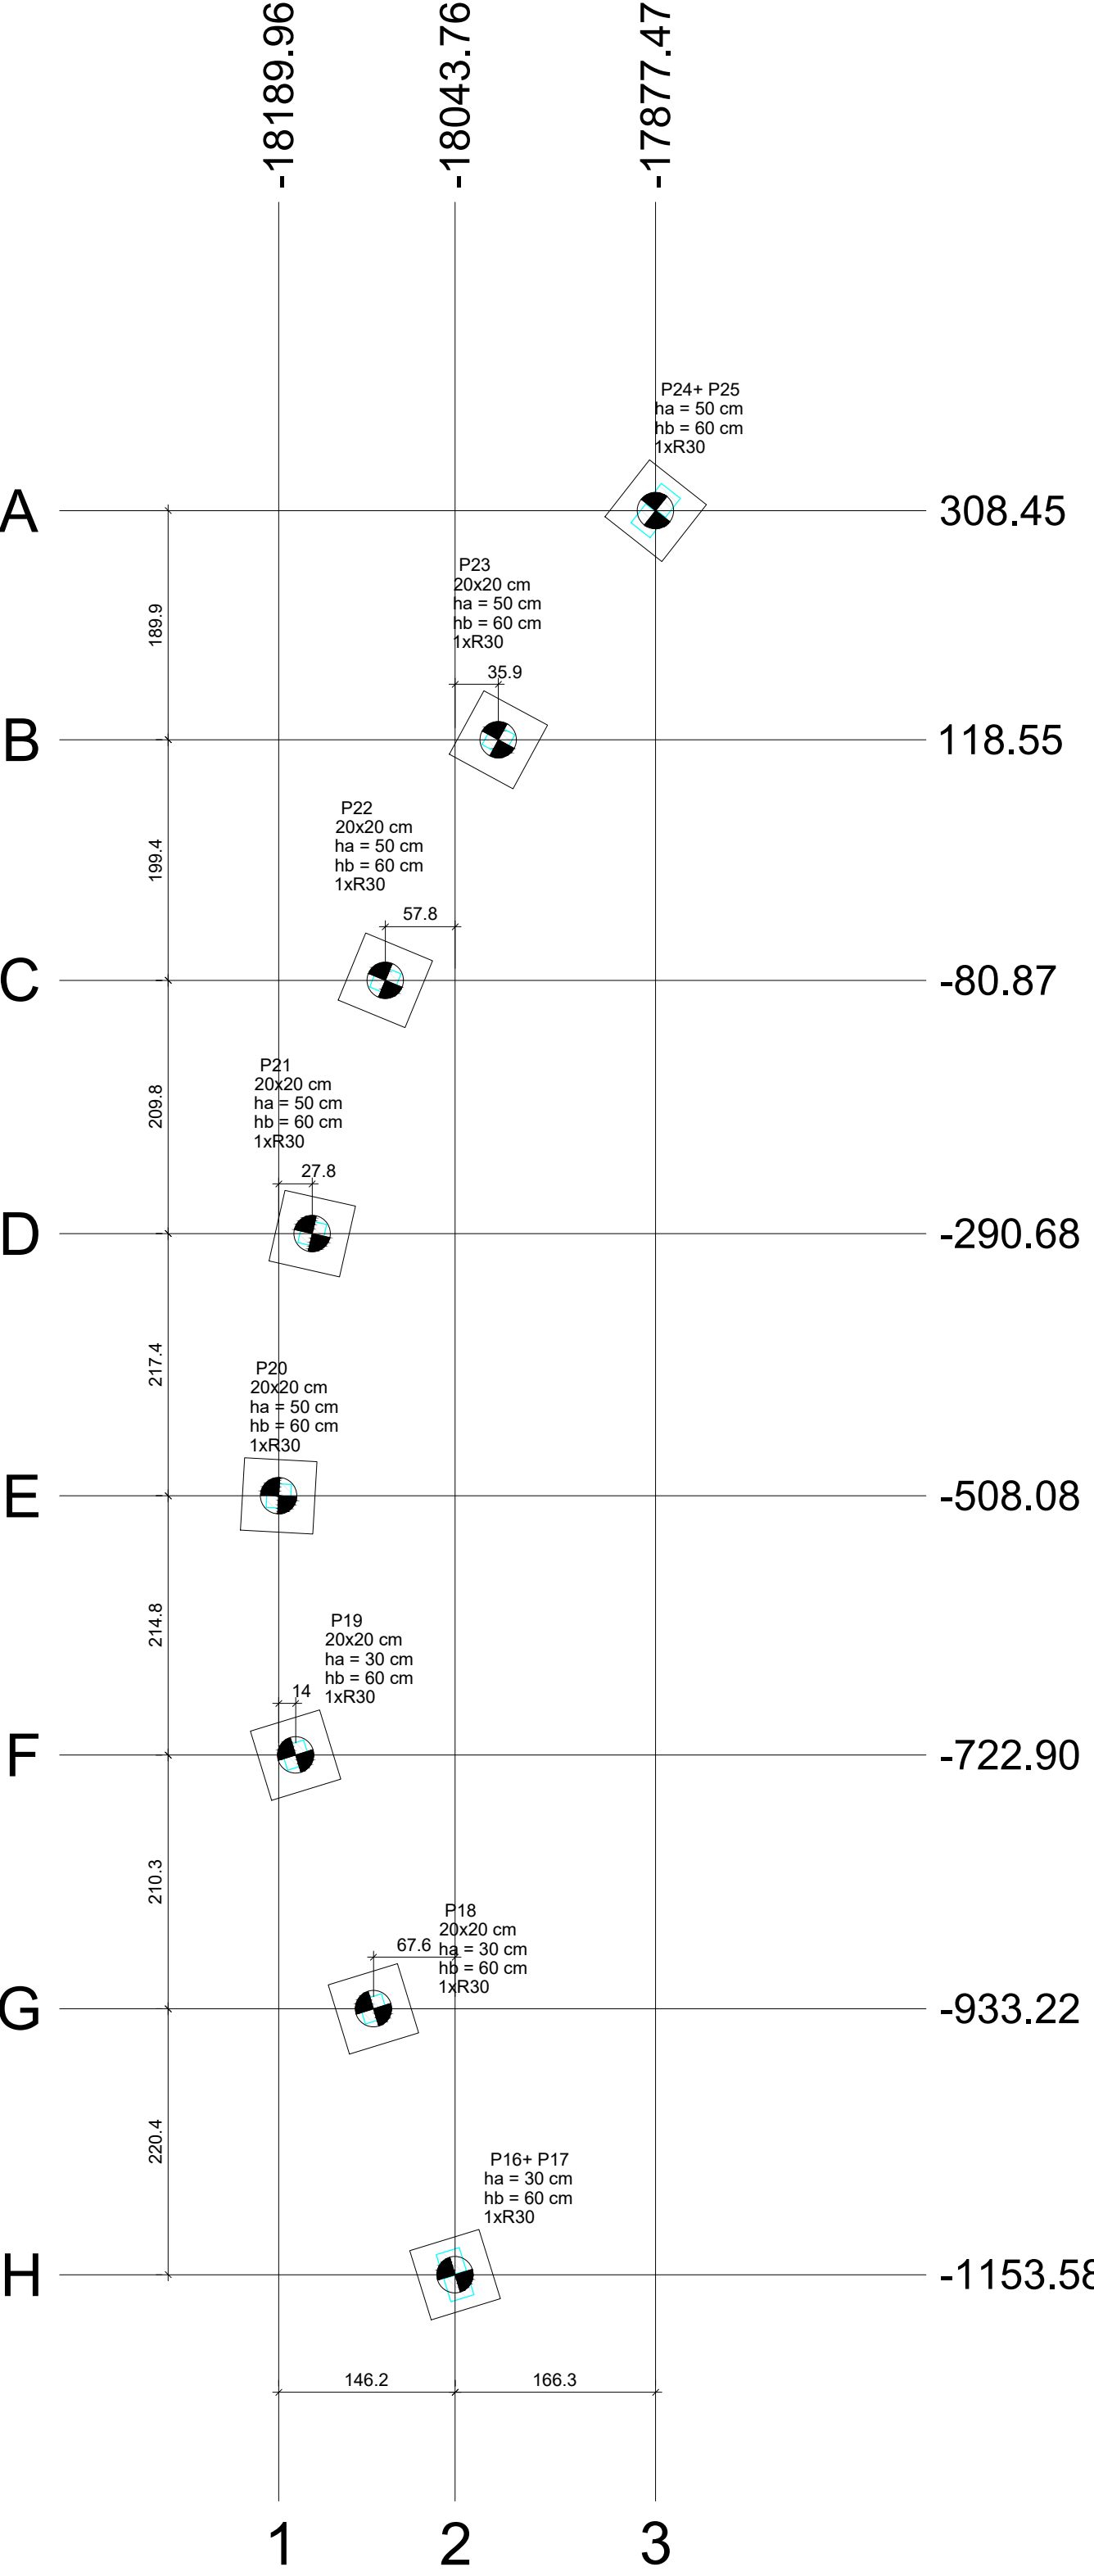 -18189.96
-18043.76
-17877.47
P24+ P25
ha = 50 cm
hb = 60 cm
1xR30
A
308.45
P23
20x20 cm
ha = 50 cm
hb = 60 cm
1xR30
189.9
35.9
B
118.55
P22
20x20 cm
ha = 50 cm
hb = 60 cm
1xR30
199.4
57.8
C
-80.87
P21
20x20 cm
ha = 50 cm
hb = 60 cm
1xR30
209.8
27.8
D
-290.68
P20
20x20 cm
ha = 50 cm
hb = 60 cm
1xR30
217.4
E
-508.08
P19
20x20 cm
ha = 30 cm
hb = 60 cm
1xR30
214.8
14
F
-722.90
P18
20x20 cm
ha = 30 cm
hb = 60 cm
1xR30
210.3
67.6
G
-933.22
P16+ P17
ha = 30 cm
hb = 60 cm
1xR30
220.4
H
-1153.58
146.2
166.3
1
2
3